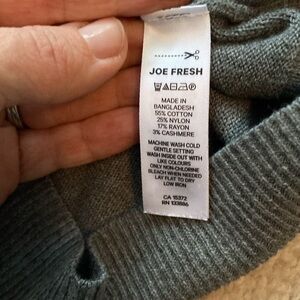 JOE FRESH
MADE IN
BANGLADESH
55% COTTON
25% NYLON
17% RAYON
3% CASHMERE
MACHINE WASH COLD
GENTLE SETTING
WASH INSIDE OUT WITH
LIKE COLOURS
ONLY NON-CHLORINE
BLEACH WHEN NEEDED
LAY FLAT TO DRY
LOW IRON
CA 15372
RN 133886